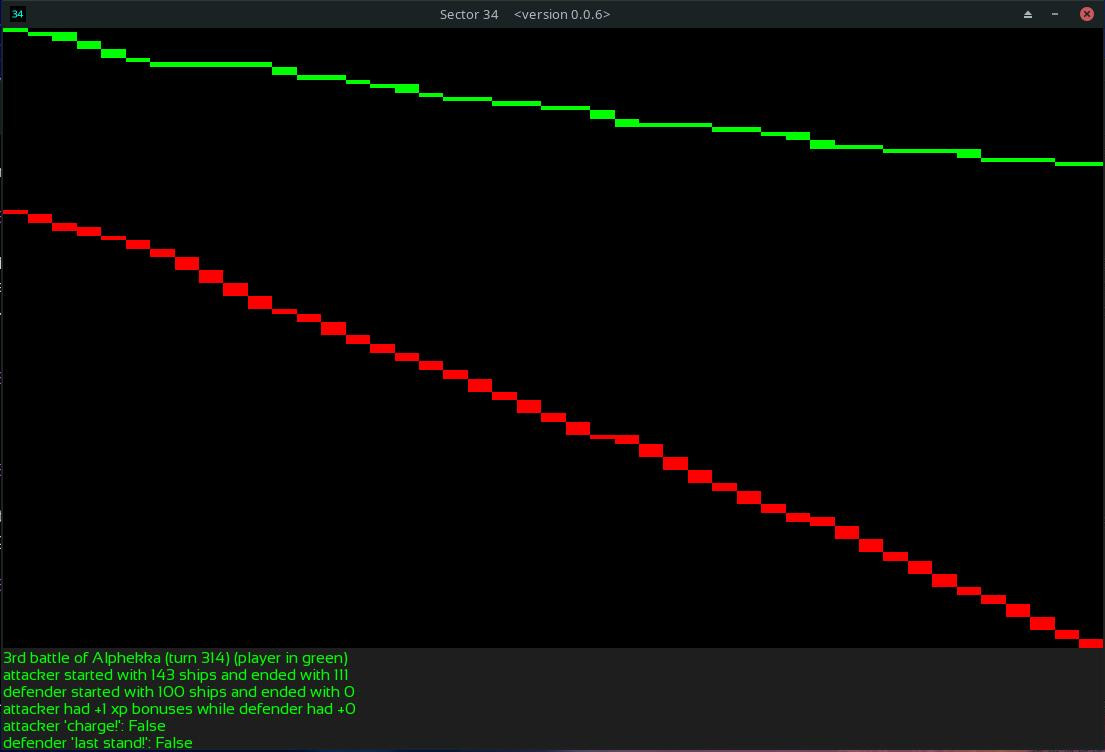 34
Sector 34 <version 0.0.6>
3rd battle of Alphekka (turn 314) (player in green)
attacker started with 143 ships and ended with 111
defender started with 100 ships and ended with 0
attacker had +1 xp bonuses while defender had +0
attacker 'charge!': False
defender 'last stand!': False